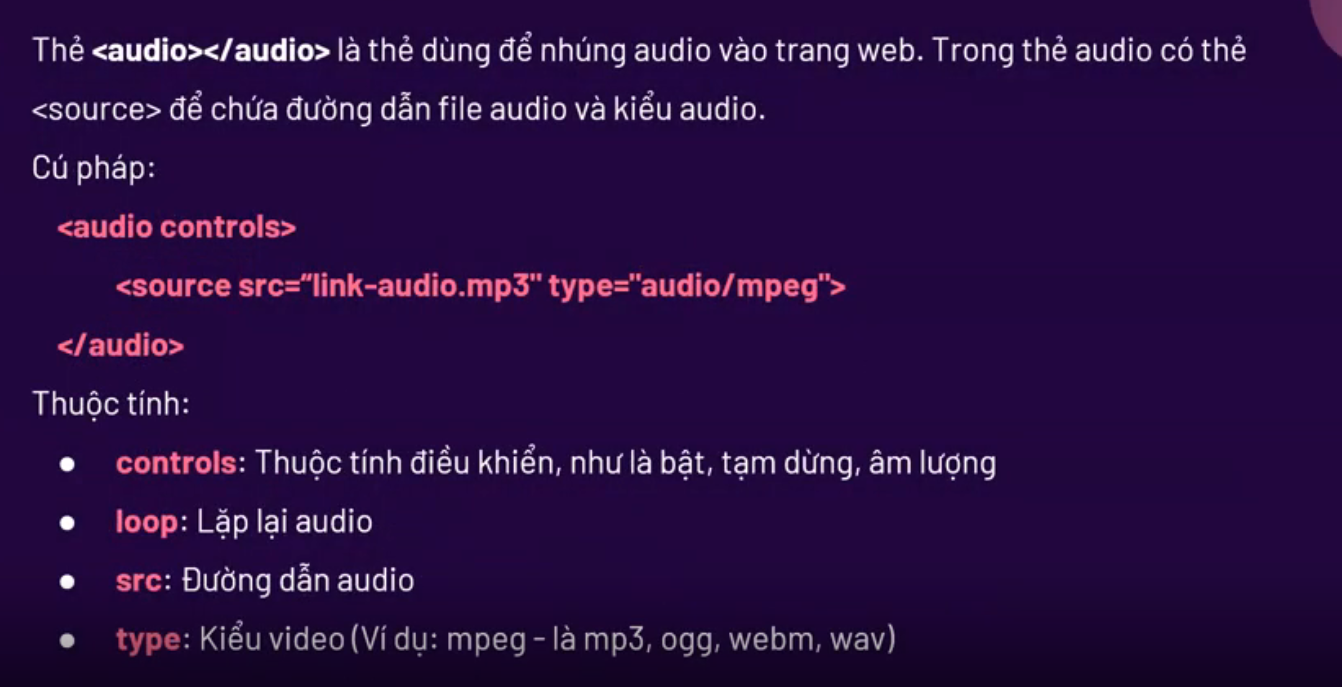 Thẻ <audio></audio> là thẻ dùng để nhúng audio vào trang web. Trong thẻ audio có thẻ
<source> để chứa đường dẫn file audio và kiểu audio.
Cú pháp:
<audio controls>
<source src=“link-audio.mp3" type="audio/mpeg">
</audio>
Thuộc tính:
● controls: Thuộc tính điều khiển, như là bật, tạm dừng, âm lượng
● loop: Lặp lại audio
● src: Đường dẫn audio
● type: Kiểu video (Ví dụ: mpeg - là mp3, ogg, webm, wav)